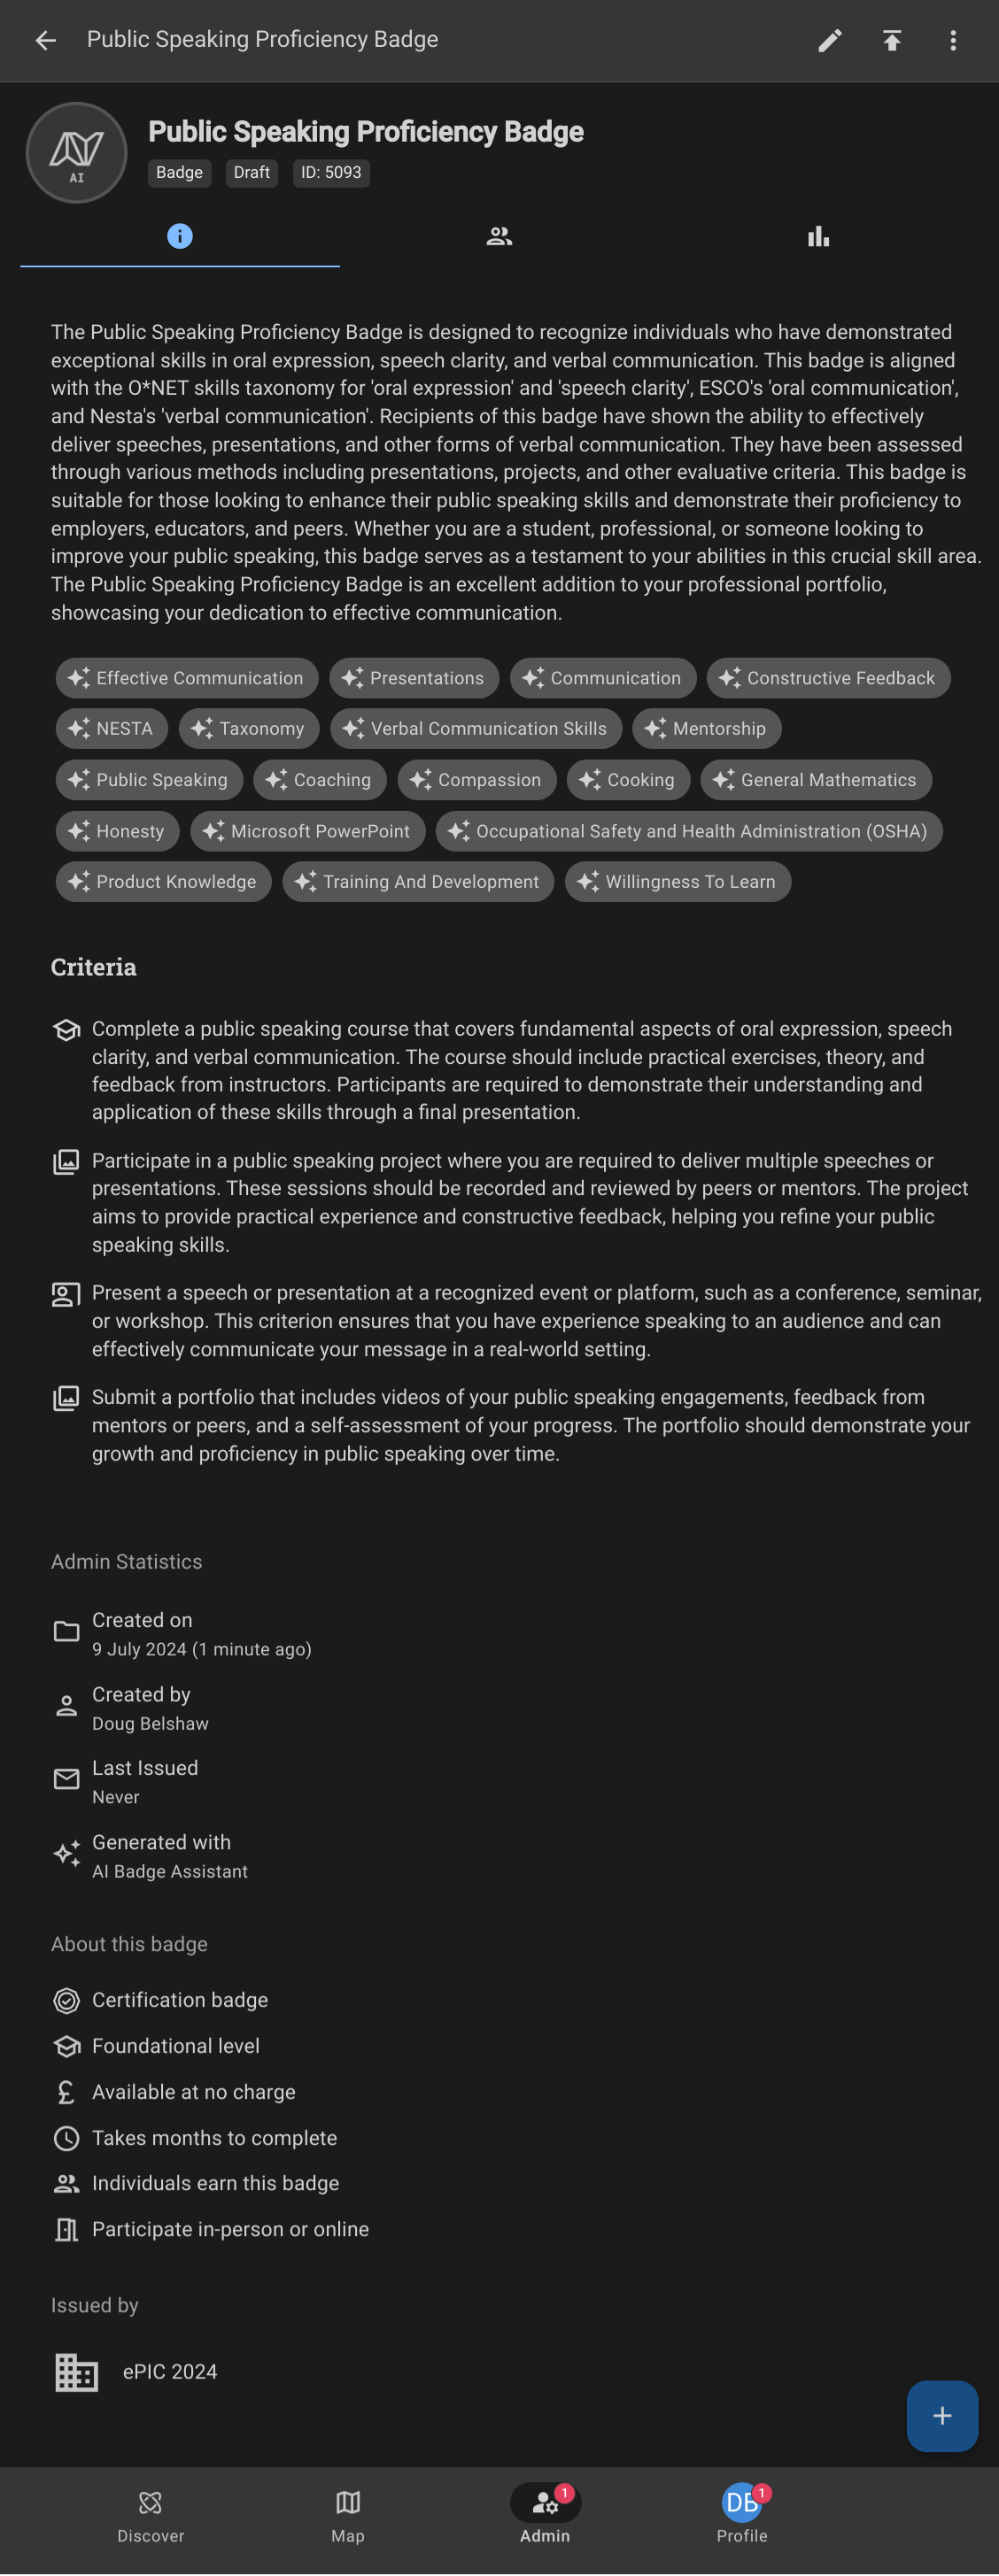 Public Speaking Proficiency Badge
AI
Public Speaking Proficiency Badge
Badge Draft ID: 5093
The Public Speaking Proficiency Badge is designed to recognize individuals who have demonstrated
exceptional skills in oral expression, speech clarity, and verbal communication. This badge is aligned
with the O*NET skills taxonomy for 'oral expression' and 'speech clarity', ESCO's 'oral communication',
and Nesta's 'verbal communication'. Recipients of this badge have shown the ability to effectively
deliver speeches, presentations, and other forms of verbal communication. They have been assessed
through various methods including presentations, projects, and other evaluative criteria. This badge is
suitable for those looking to enhance their public speaking skills and demonstrate their proficiency to
employers, educators, and peers. Whether you are a student, professional, or someone looking to
improve your public speaking, this badge serves as a testament to your abilities in this crucial skill area.
The Public Speaking Proficiency Badge is an excellent addition to your professional portfolio,
showcasing your dedication to effective communication.
Effective Communication Presentations Communication Constructive Feedback
NESTA Taxonomy Verbal Communication Skills Mentorship
Public Speaking Coaching Compassion Cooking General Mathematics
Honesty Microsoft PowerPoint Occupational Safety and Health Administration (OSHA)
Product Knowledge Training And Development Willingness To Learn
Criteria
Complete a public speaking course that covers fundamental aspects of oral expression, speech
clarity, and verbal communication. The course should include practical exercises, theory, and
feedback from instructors. Participants are required to demonstrate their understanding and
application of these skills through a final presentation.
Participate in a public speaking project where you are required to deliver multiple speeches or
presentations. These sessions should be recorded and reviewed by peers or mentors. The project
aims to provide practical experience and constructive feedback, helping you refine your public
speaking skills.
Present a speech or presentation at a recognized event or platform, such as a conference, seminar,
or workshop. This criterion ensures that you have experience speaking to an audience and can
effectively communicate your message in a real-world setting.
Submit a portfolio that includes videos of your public speaking engagements, feedback from
mentors or peers, and a self-assessment of your progress. The portfolio should demonstrate your
growth and proficiency in public speaking over time.
Admin Statistics
Created on
9 July 2024 (1 minute ago)
Created by
Doug Belshaw
Last Issued
Never
Generated with
AI Badge Assistant
About this badge
Certification badge
Foundational level
£ Available at no charge
Takes months to complete
Individuals earn this badge
Participate in-person or online
Issued by
ePIC 2024
+
1 DB 1
Discover Map Admin Profile